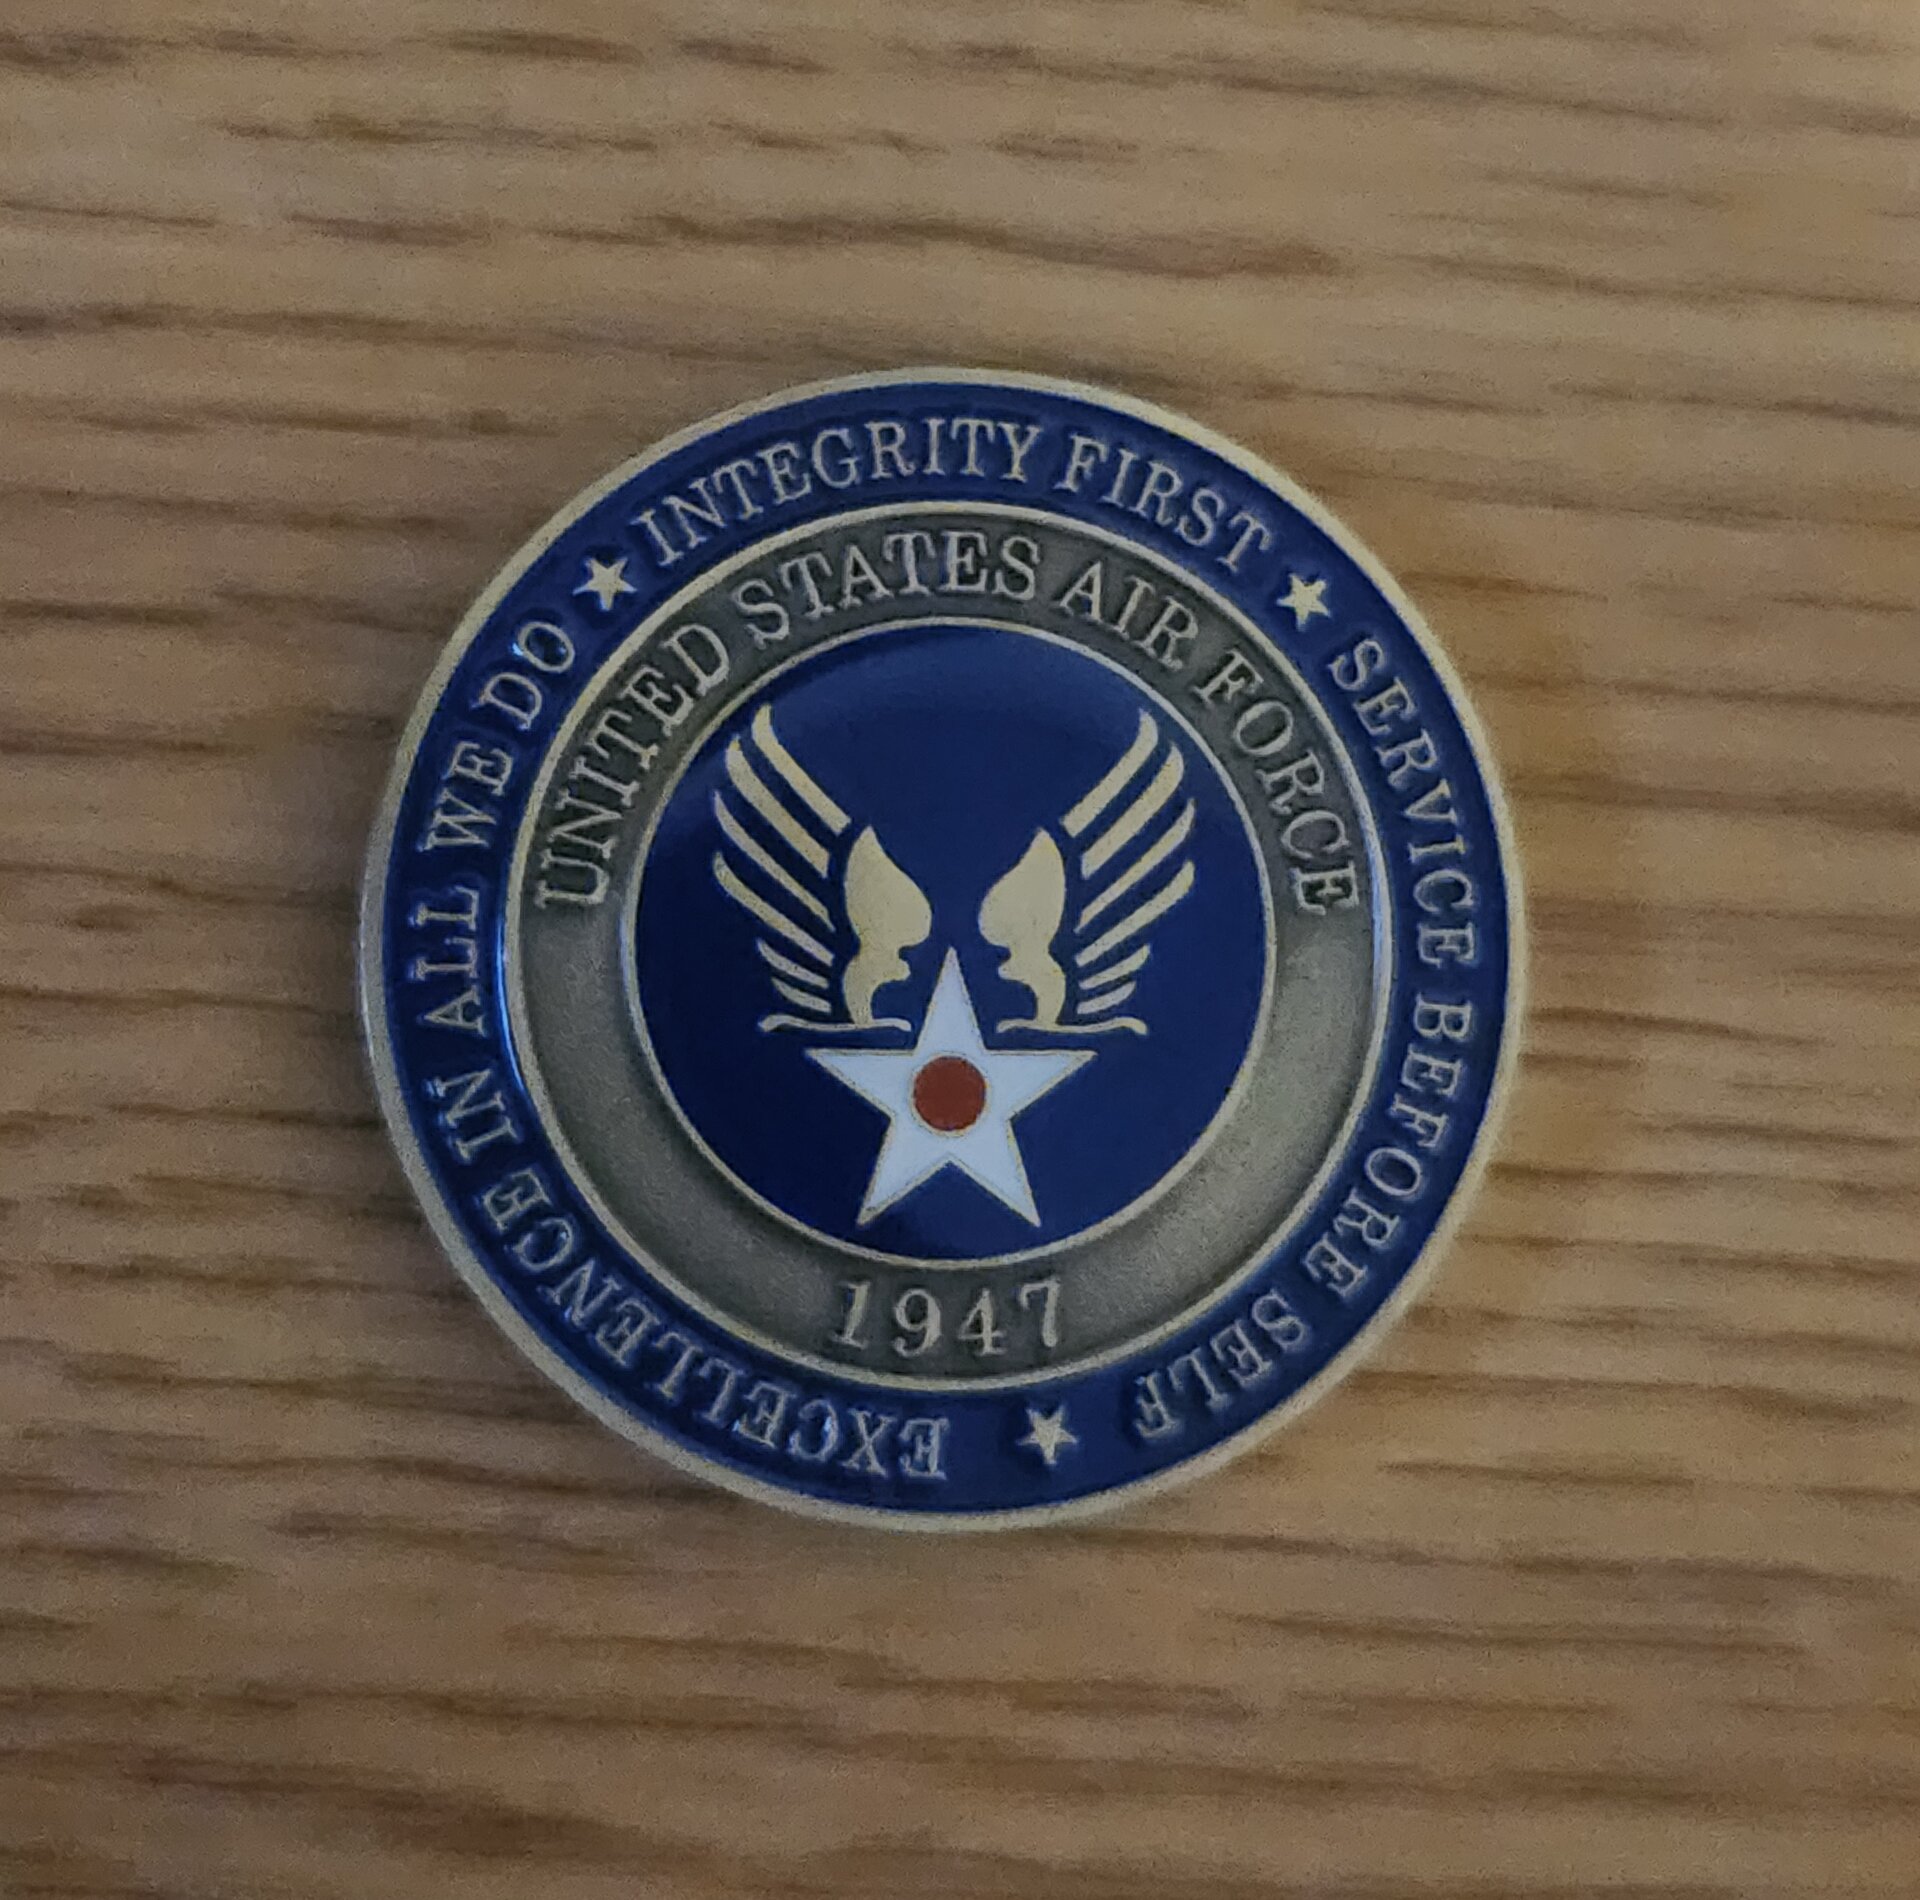 INTEGRITY FIRST
SERVICE BEFORE SELF
EXCELLENCE IN ALL WE DO
UNITED STATES AIR FORCE
1947